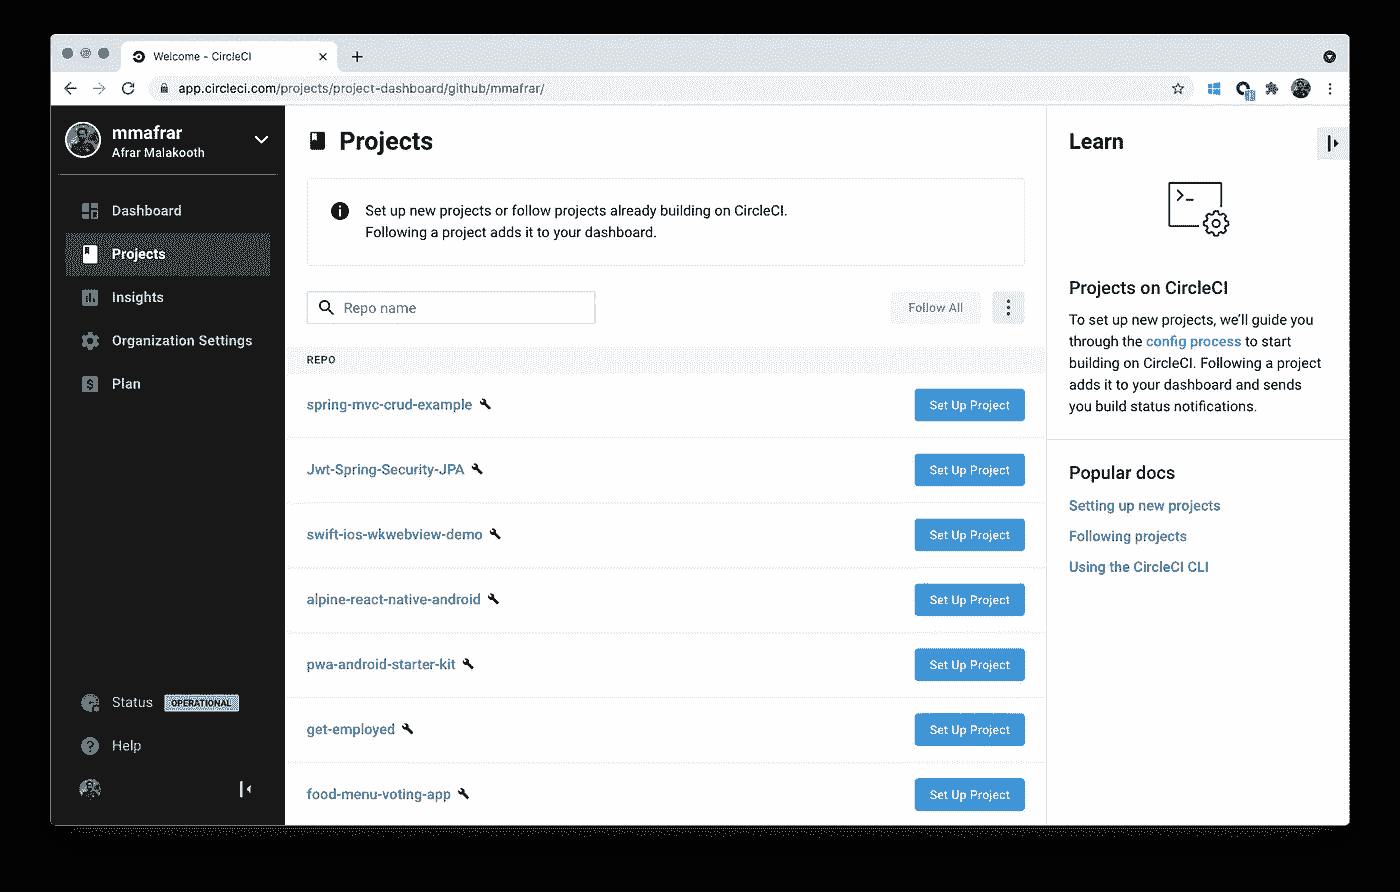 Welcome - CircleCI
app.circleci.com/projects/project-dashboard/github/mmafrar/
mmafrar
Afrar Malakooth
Dashboard
Projects
Insights
Organization Settings
Plan
Status OPERATIONAL
Help
Projects
Set up new projects or follow projects already building on CircleCI.
Following a project adds it to your dashboard.
Repo name
Follow All
REPO
spring-mvc-crud-example Set Up Project
Jwt-Spring-Security-JPA Set Up Project
swift-ios-wkwebview-demo Set Up Project
alpine-react-native-android Set Up Project
pwa-android-starter-kit Set Up Project
get-employed Set Up Project
food-menu-voting-app Set Up Project
Learn
Projects on CircleCI
To set up new projects, we'll guide you
through the config process to start
building on CircleCI. Following a project
adds it to your dashboard and sends
you build status notifications.
Popular docs
Setting up new projects
Following projects
Using the CircleCI CLI